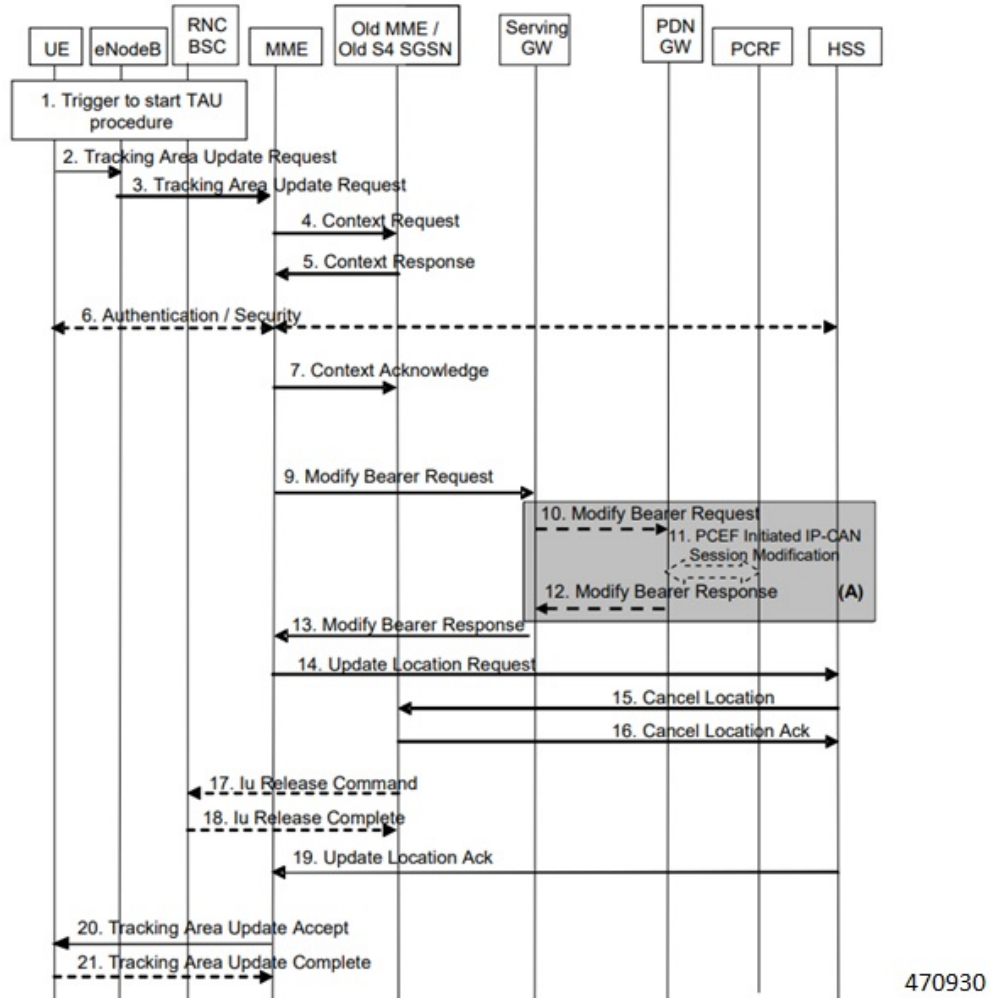 UE
eNodeB
RNC
BSC
MME
Old MME /
Old S4 SGSN
Serving
GW
PDN
GW
PCRF
HSS
1. Trigger to start TAU
procedure
2. Tracking Area Update Request
3. Tracking Area Update Request
4. Context Request
5. Context Response
6. Authentication / Security
7. Context Acknowledge
9. Modify Bearer Request
10. Modify Bearer Request
11. PCEF Initiated IP-CAN
Session Modification
12. Modify Bearer Response
(A)
13. Modify Bearer Response
14. Update Location Request
15. Cancel Location
16. Cancel Location Ack
17. Iu Release Command
18. Iu Release Complete
19. Update Location Ack
20. Tracking Area Update Accept
21. Tracking Area Update Complete
470930